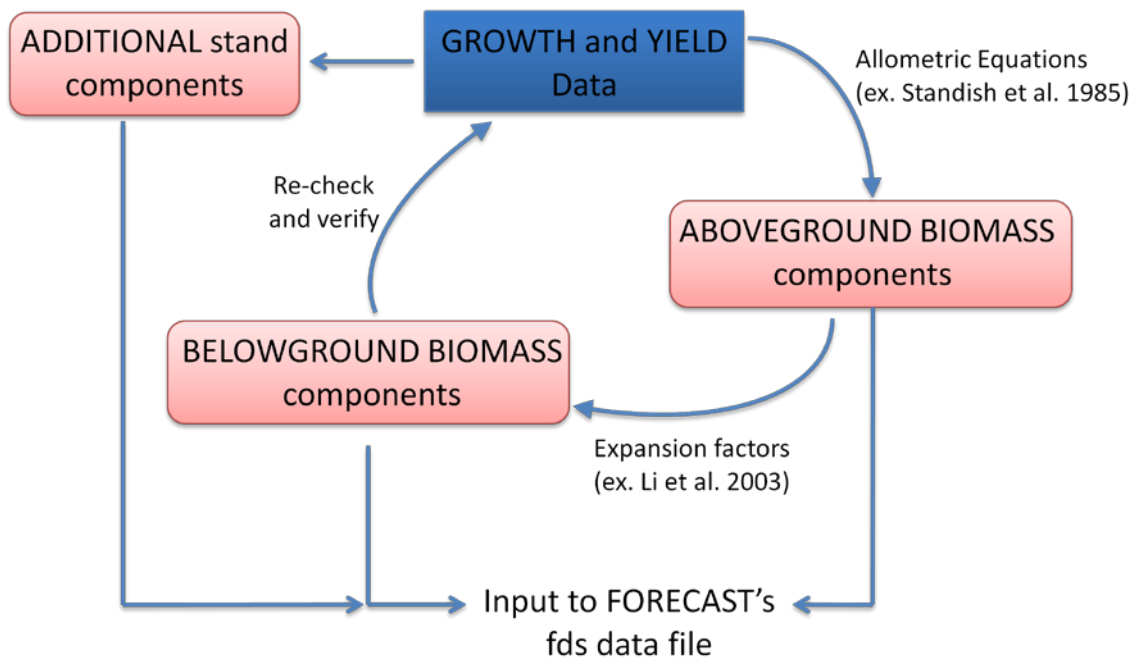 ADDITIONAL stand
components
GROWTH and YIELD
Data
Allometric Equations
(ex. Standish et al. 1985)
Re-check
and verify
ABOVEGROUND BIOMASS
components
BELOWGROUND BIOMASS
components
Expansion factors
(ex. Li et al. 2003)
Input to FORECAST's
fds data file